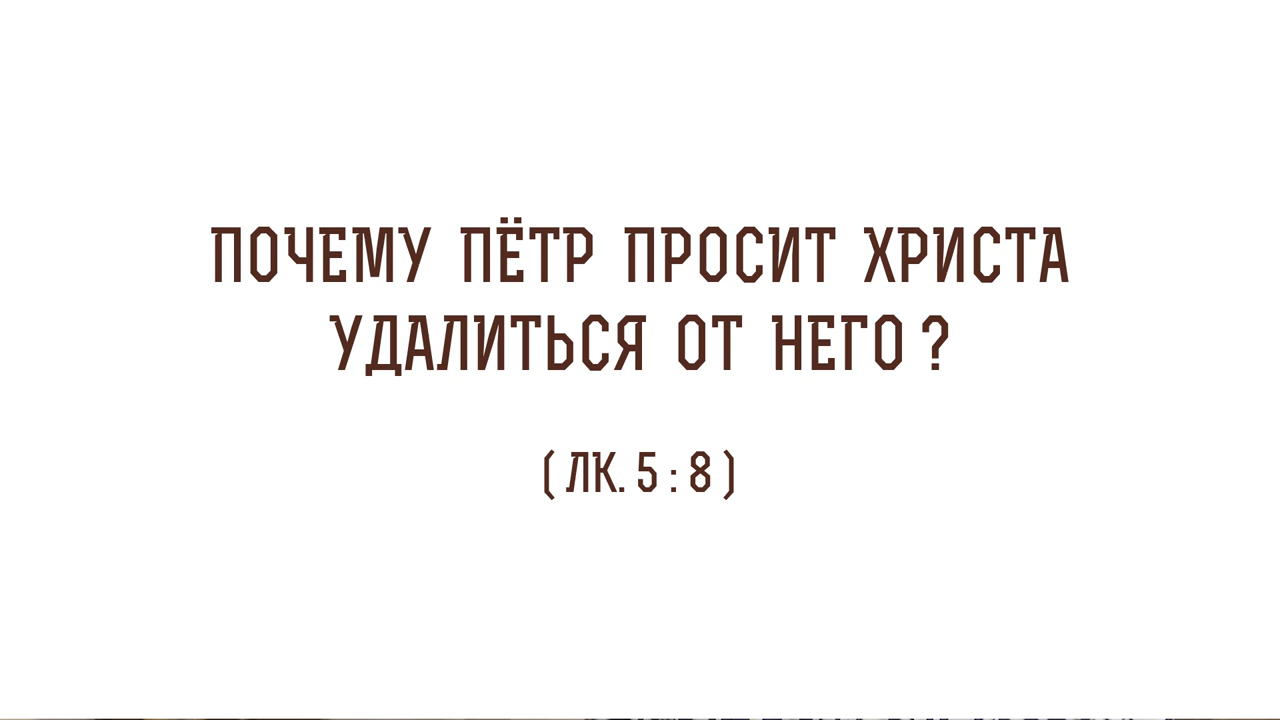 ПОЧЕМУ ПЁТР ПРОСИТ ХРИСТА
УДАЛИТЬСЯ ОТ НЕГО?
(ЛК. 5:8)